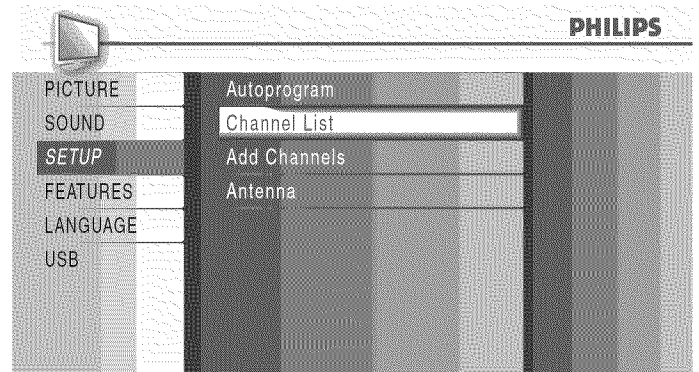 PHILIPS
PICTURE
SOUND
SETUP
FEATURES
LANGUAGE
USB
Autoprogram
Channel List
Add Channels
Antenna